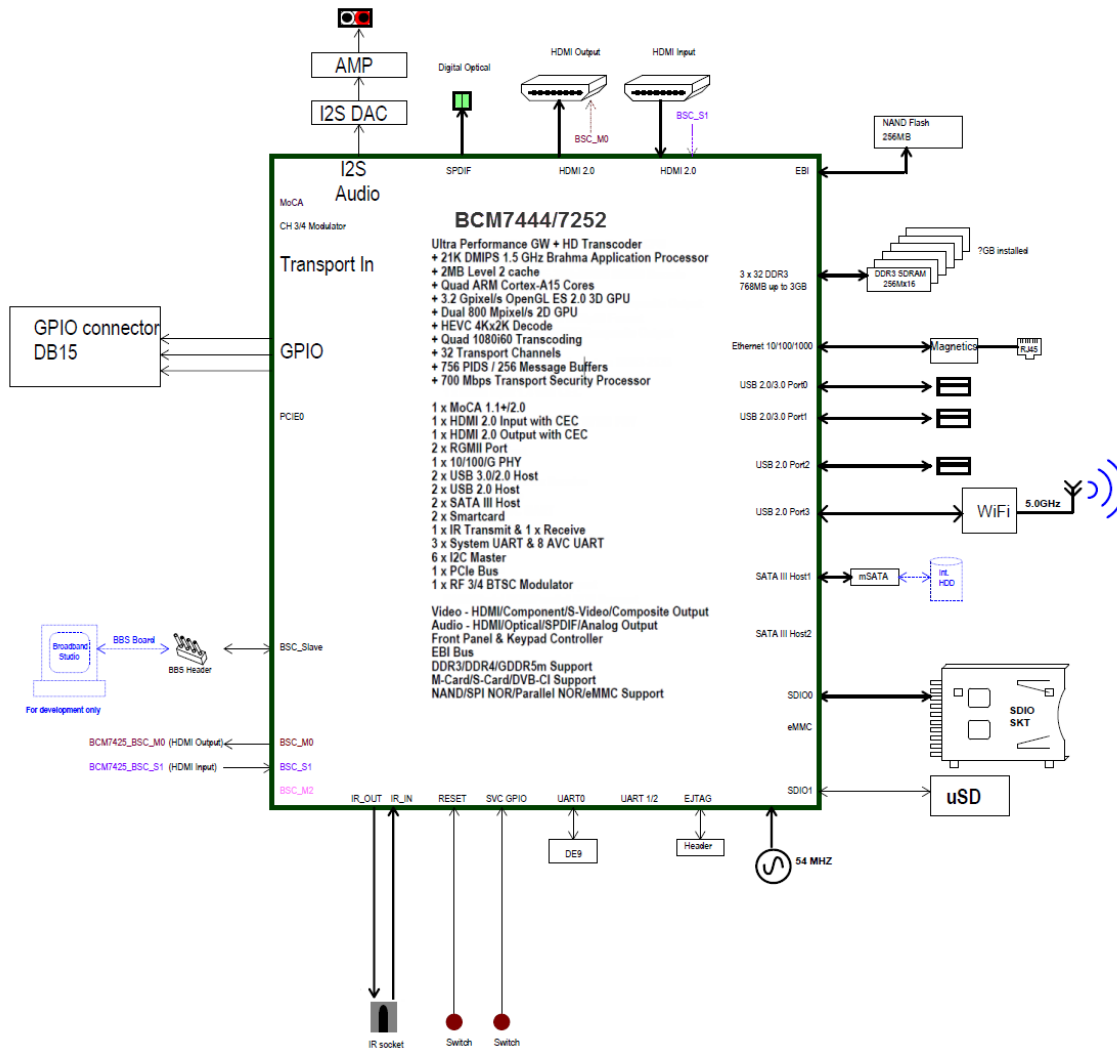 AMP
I2S DAC
Digital Optical
HDMI Output
HDMI Input
BSC_M0
BSC_S1
NAND Flash
256MB
I2S
Audio
SPDIF
HDMI 2.0
HDMI 2.0
EBI
MoCA
CH 3/4 Modulator
Transport In
BCM7444/7252
Ultra Performance GW + HD Transcoder
+ 21K DMIPS 1.5 GHz Brahma Application Processor
+ 2MB Level 2 cache
+ Quad ARM Cortex-A15 Cores
+ 3.2 Gpixel/s OpenGL ES 2.0 3D GPU
+ Dual 800 Mpixel/s 2D GPU
+ HEVC 4Kx2K Decode
+ Quad 1080i60 Transcoding
+ 32 Transport Channels
+ 756 PIDS / 256 Message Buffers
+ 700 Mbps Transport Security Processor
1 x MoCA 1.1+/2.0
1 x HDMI 2.0 Input with CEC
1 x HDMI 2.0 Output with CEC
2 x RGMII Port
1 x 10/100/G PHY
2 x USB 3.0/2.0 Host
2 x USB 2.0 Host
2 x SATA III Host
2 x Smartcard
1 x IR Transmit & 1 x Receive
3 x System UART & 8 AVC UART
6 x I2C Master
1 x PCIe Bus
1 x RF 3/4 BTSC Modulator
Video - HDMI/Component/S-Video/Composite Output
Audio - HDMI/Optical/SPDIF/Analog Output
Front Panel & Keypad Controller
EBI Bus
DDR3/DDR4/GDDR5m Support
M-Card/S-Card/DVB-CI Support
NAND/SPI NOR/Parallel NOR/eMMC Support
3 x 32 DDR3
768MB up to 3GB
DDR3 SDRAM
256Mx16
?GB installed
GPIO connector
DB15
GPIO
PCIE0
Ethernet 10/100/1000
Magnetics
RJ45
USB 2.0/3.0 Port0
USB 2.0/3.0 Port1
USB 2.0 Port2
USB 2.0 Port3
WiFi
5.0GHz
SATA III Host1
mSATA
Int.
HDD
SATA III Host2
Broadband
Studio
BBS Board
BBS Header
BSC_Slave
For development only
SDIO0
SDIO
SKT
eMMC
BCM7425_BSC_M0 (HDMI Output)
BSC_M0
BCM7425_BSC_S1 (HDMI Input)
BSC_S1
BSC_M2
SDIO1
uSD
IR_OUT
IR_IN
RESET
SVC GPIO
UART0
UART 1/2
EJTAG
DE9
Header
54 MHZ
IR socket
Switch
Switch